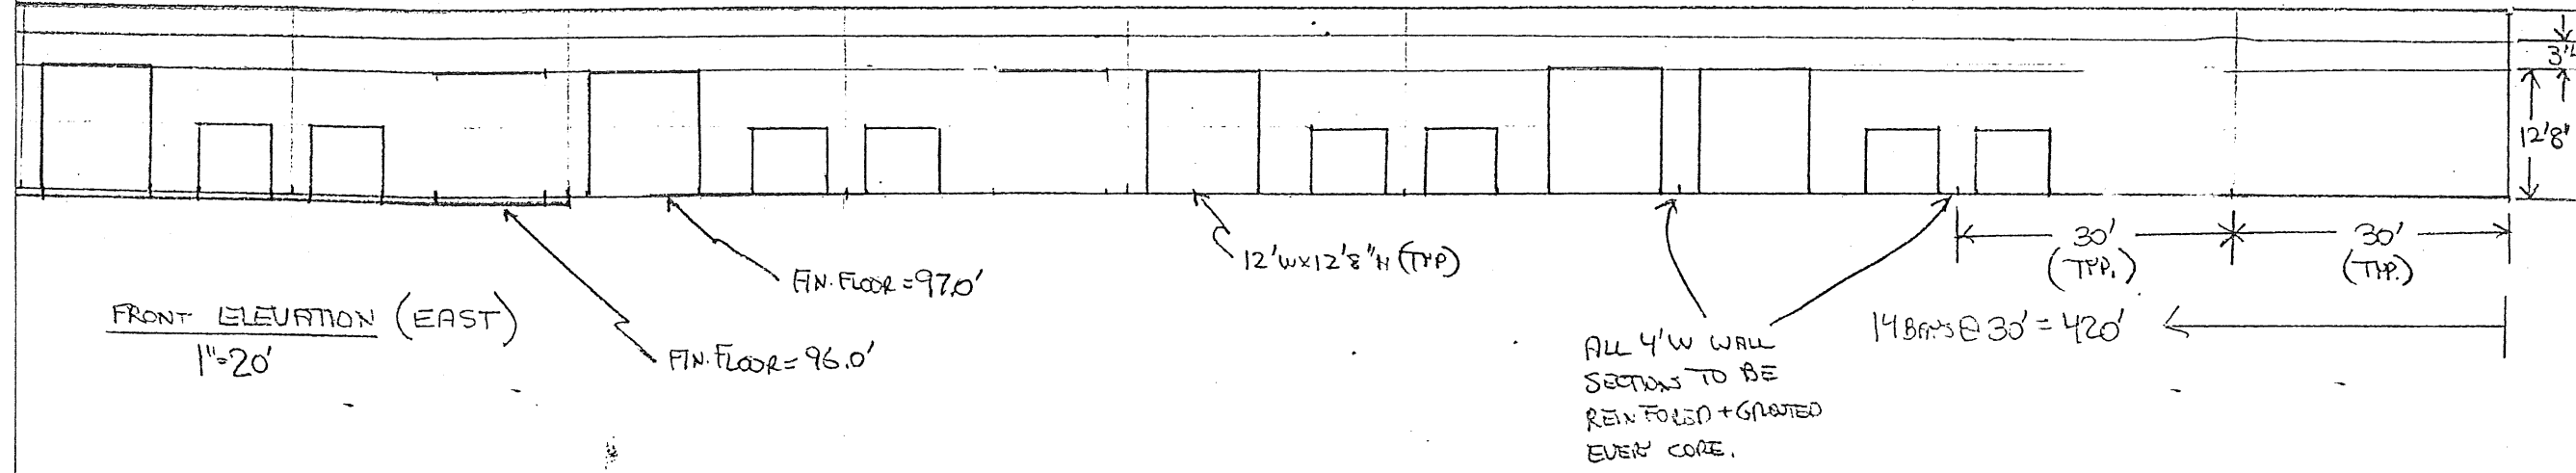 3'4
12'8"
30'
(TYP.)
30'
(TYP.)
12'W x 12'8"H (TYP)
FIN. FLOOR = 97.0'
FRONT ELEVATION (EAST)
1"=20'
FIN. FLOOR = 96.0'
14 BAYS @ 30' = 420'
ALL 4'W WALL
SECTIONS TO BE
REINFORCED + GROUTED
EVERY CORE.